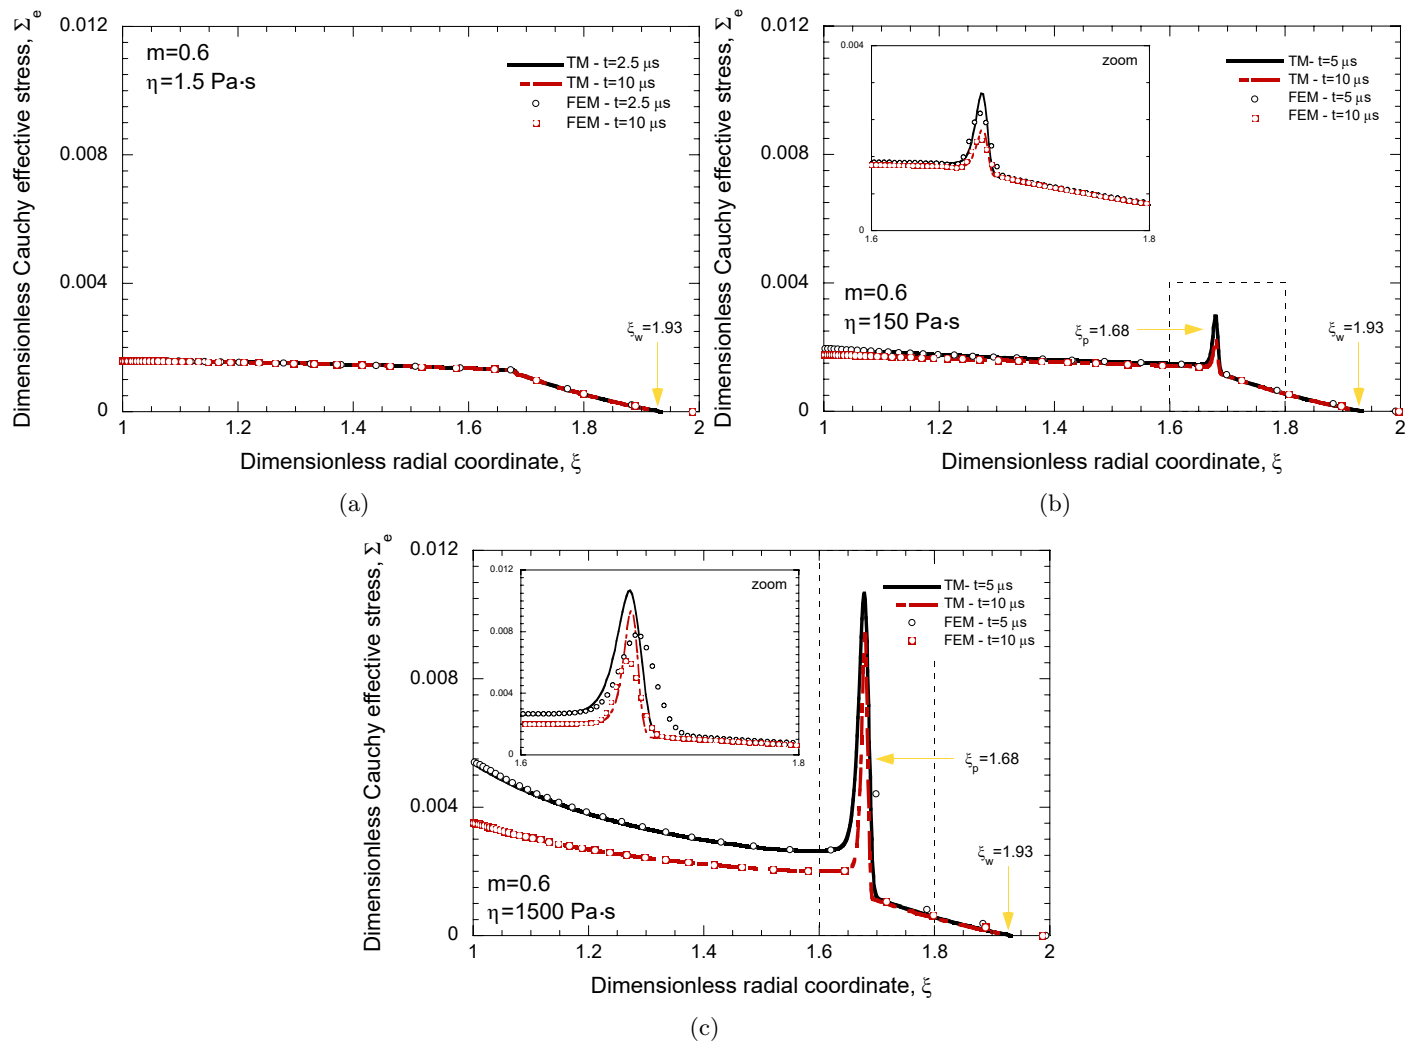 Dimensionless Cauchy effective stress, Σe
0.012
0.008
0.004
0
m=0.6
η=1.5 Pa·s
TM - t=2.5 μs
TM - t=10 μs
FEM - t=2.5 μs
FEM - t=10 μs
ξw=1.93
1 1.2 1.4 1.6 1.8 2
Dimensionless radial coordinate, ξ
(a)
Dimensionless Cauchy effective stress, Σe
0.012
0.008
0.004
0
0.004
0
1.6 1.8
zoom
TM- t=5 μs
TM - t=10 μs
FEM - t=5 μs
FEM - t=10 μs
m=0.6
η=150 Pa·s
ξp=1.68
ξw=1.93
1 1.2 1.4 1.6 1.8 2
Dimensionless radial coordinate, ξ
(b)
Dimensionless Cauchy effective stress, Σe
0.012
0.008
0.004
0
0.012
0.008
0.004
0
1.6 1.8
zoom
TM- t=5 μs
TM - t=10 μs
FEM - t=5 μs
FEM - t=10 μs
ξp=1.68
ξw=1.93
m=0.6
η=1500 Pa·s
1 1.2 1.4 1.6 1.8 2
Dimensionless radial coordinate, ξ
(c)